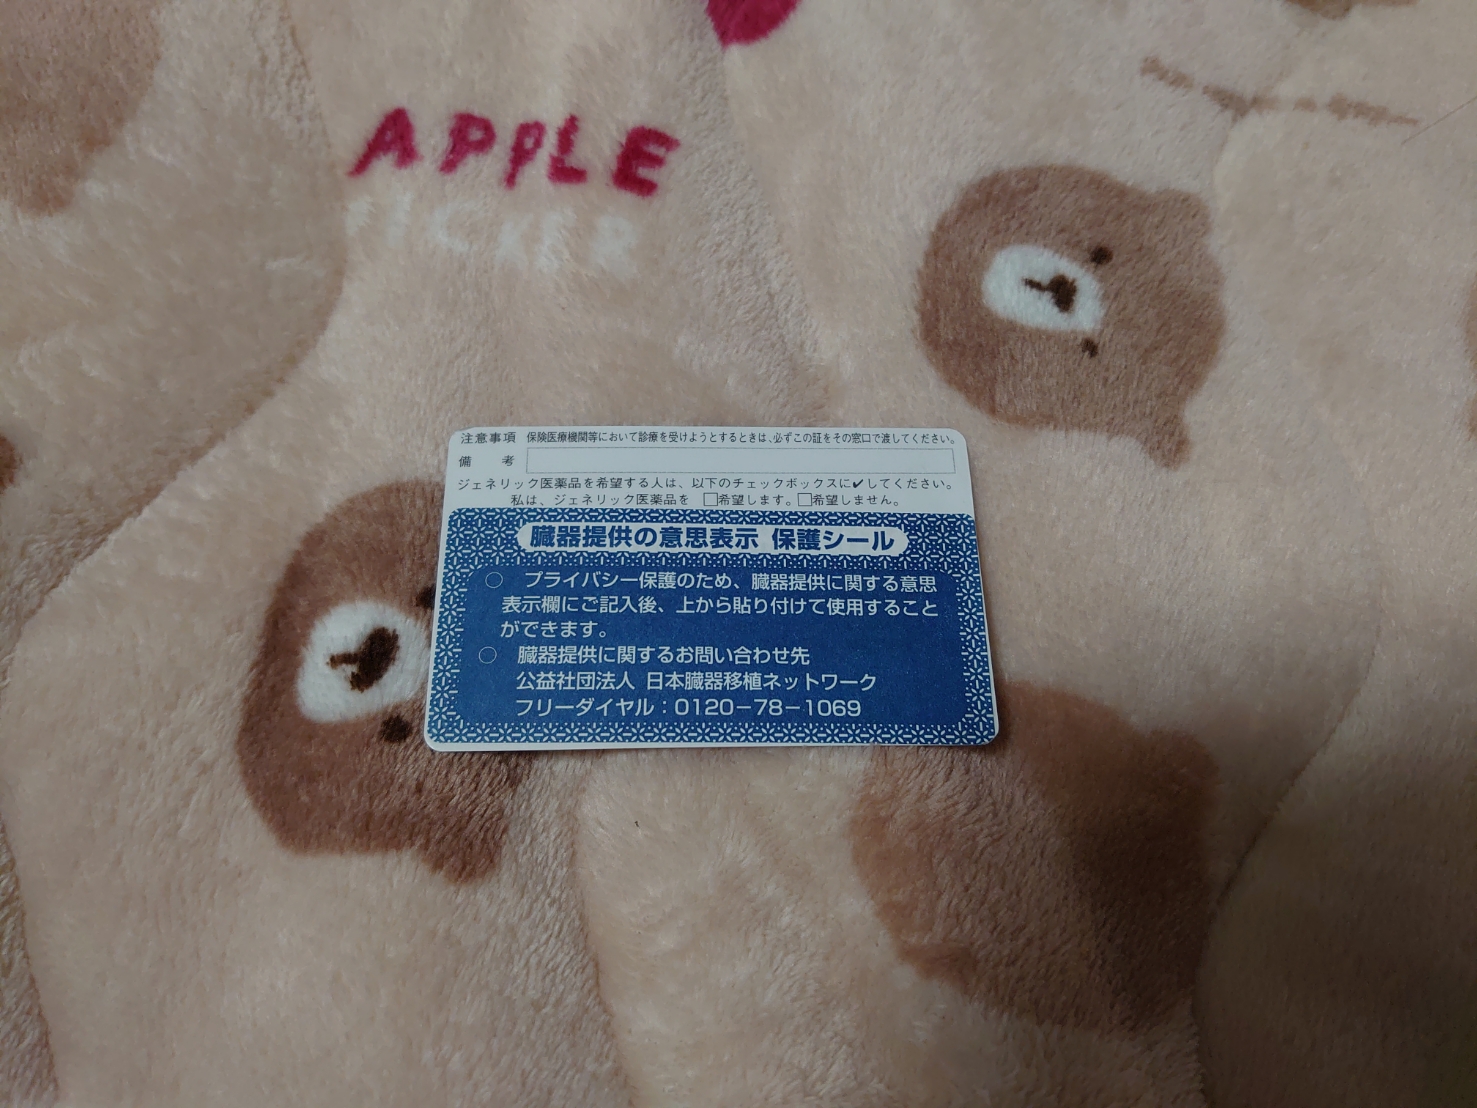 APPLE
PICKER
注意事項 保険医療機関等において診療を受けようとするときは、必ずこの証をその窓口で渡してください。
備 考
ジェネリック医薬品を希望する人は、以下のチェックボックスに✔してください。
私は、ジェネリック医薬品を □希望します。□希望しません。
臓器提供の意思表示 保護シール
○ プライバシー保護のため、臓器提供に関する意思
表示欄にご記入後、上から貼り付けて使用すること
ができます。
○ 臓器提供に関するお問い合わせ先
公益社団法人 日本臓器移植ネットワーク
フリーダイヤル：0120－78－1069